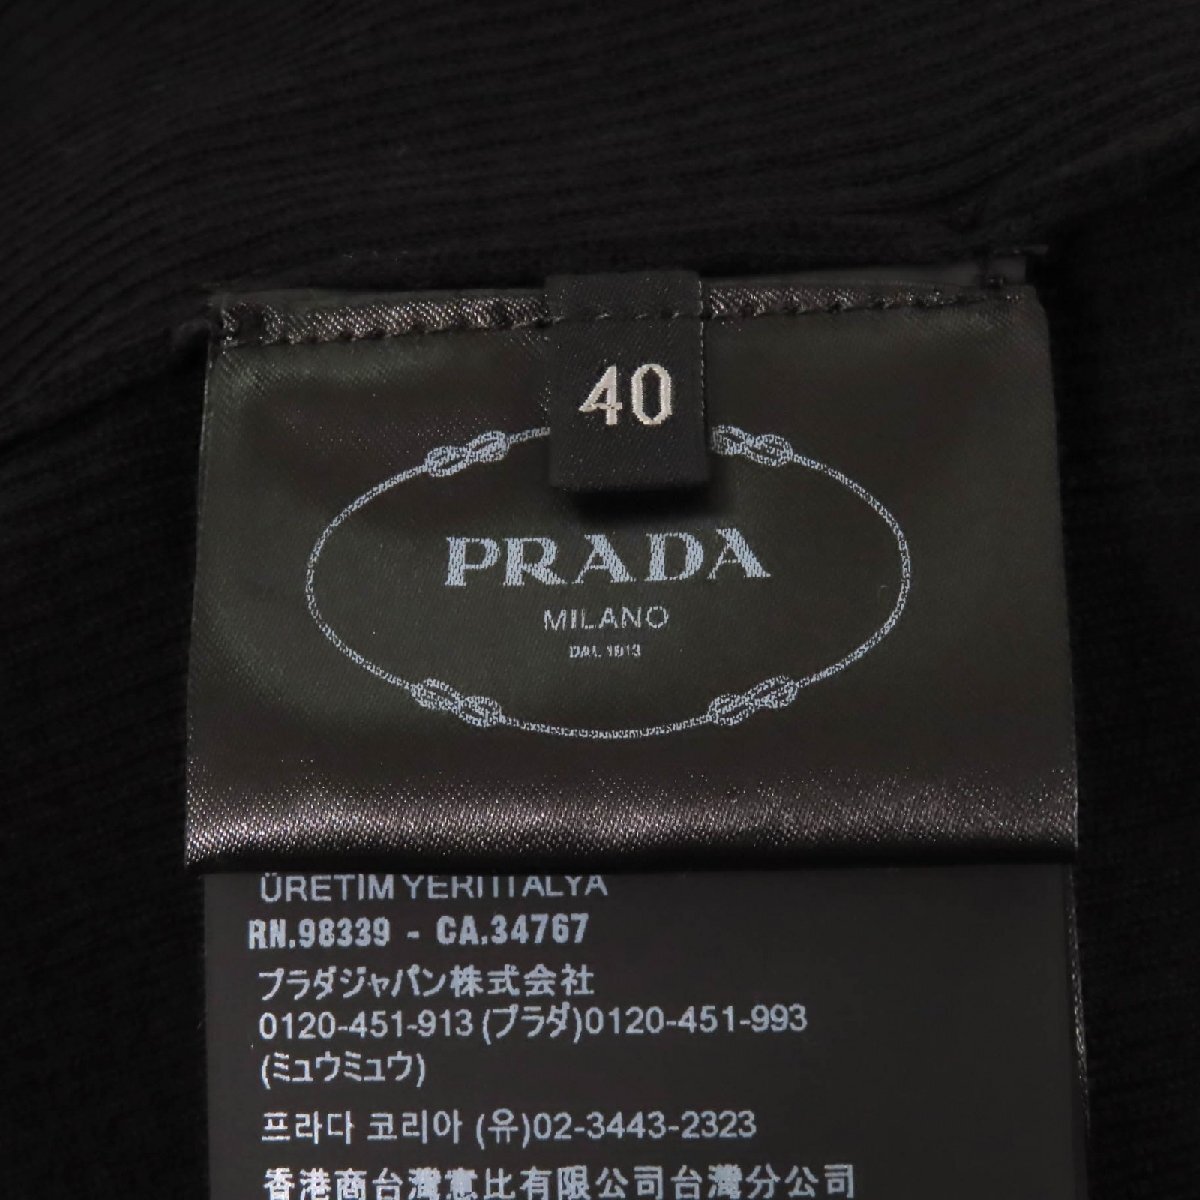 40
PRADA
MILANO
DAL 1913
ÜRETIM YERI:ITALYA
RN.98339 - CA.34767
プラダジャパン株式会社
0120-451-913 (プラダ)0120-451-993
(ミュウミュウ)
프라다 코리아 (유)02-3443-2323
香港商台灣惠比有限公司台灣分公司